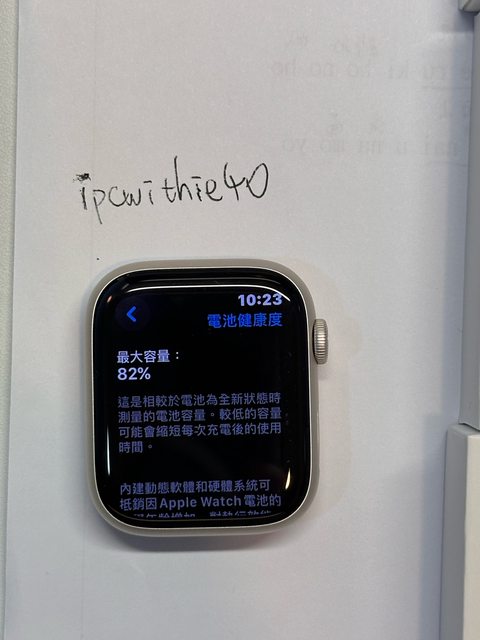 ipcwithie40
10:23
電池健康度
最大容量：
82%
這是相較於電池為全新狀態時
測量的電池容量。較低的容量
可能會縮短每次充電後的使用
時間。
內建動態軟體和硬體系統可
抵銷因Apple Watch電池的